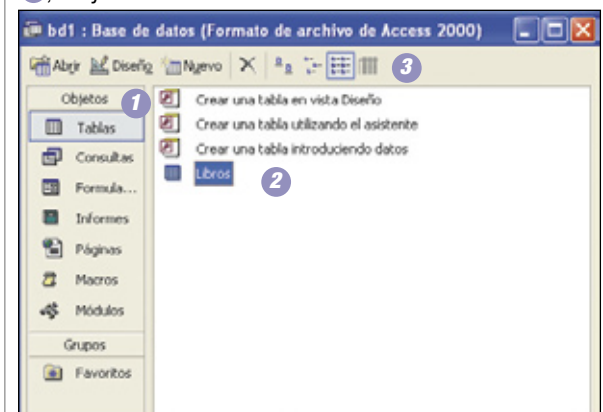 bd1 : Base de datos (Formato de archivo de Access 2000)
Abrir Diseño Nuevo 3
Objetos 1
Tablas
Consultas
Formula...
Informes
Páginas
Macros
Módulos
Grupos
Favoritos
Crear una tabla en vista Diseño
Crear una tabla utilizando el asistente
Crear una tabla introduciendo datos
Libros 2